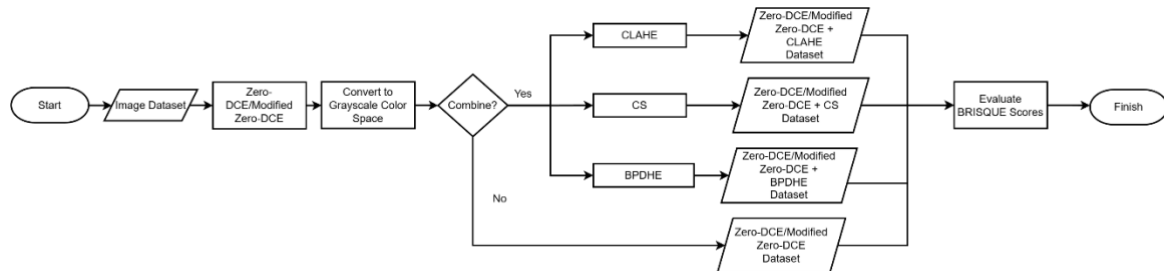 Start
Image Dataset
Zero-
DCE/Modified
Zero-DCE
Convert to
Grayscale Color
Space
Combine?
Yes
No
CLAHE
Zero-DCE/Modified
Zero-DCE +
CLAHE
Dataset
CS
Zero-DCE/Modified
Zero-DCE + CS
Dataset
BPDHE
Zero-DCE/Modified
Zero-DCE +
BPDHE
Dataset
Zero-DCE/Modified
Zero-DCE
Dataset
Evaluate
BRISQUE Scores
Finish